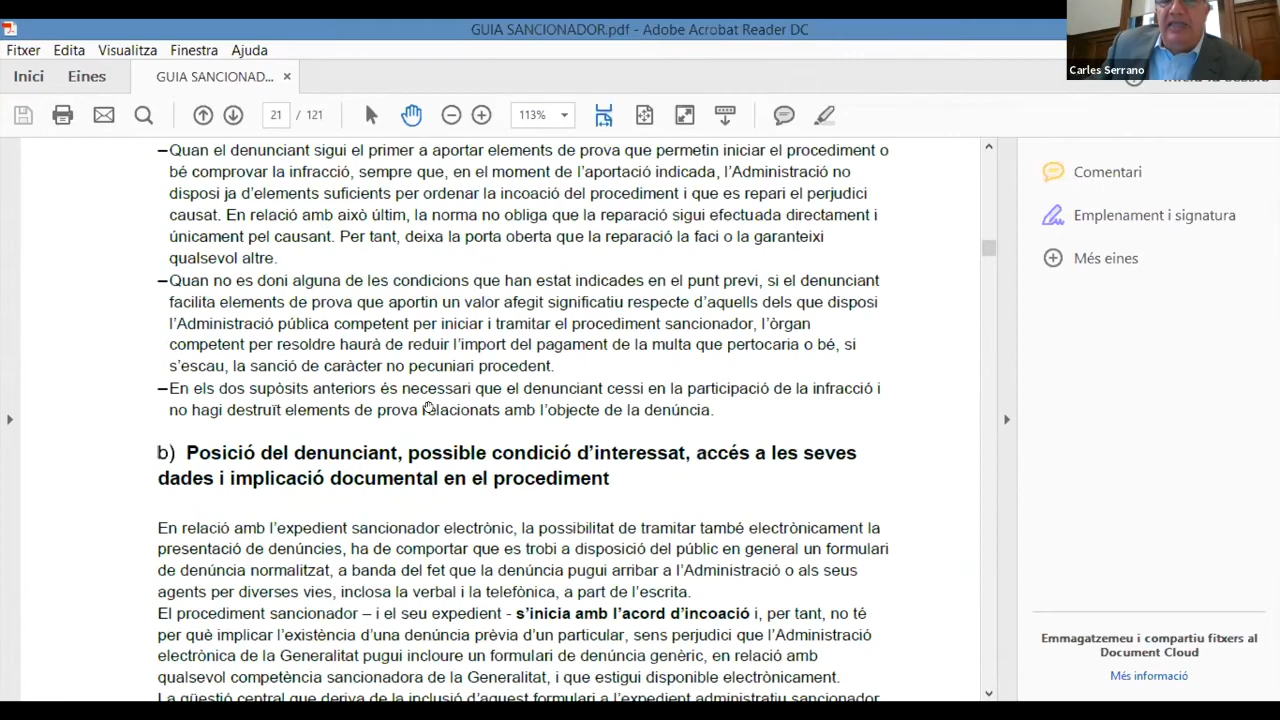 GUIA SANCIONADOR.pdf - Adobe Acrobat Reader DC
Fitxer Edita Visualitza Finestra Ajuda
Inici Eines GUIA SANCIONAD... ×
Carles Serrano
21 / 121 113%
–Quan el denunciant sigui el primer a aportar elements de prova que permetin iniciar el procediment o
bé comprovar la infracció, sempre que, en el moment de l’aportació indicada, l’Administració no
disposi ja d’elements suficients per ordenar la incoació del procediment i que es repari el perjudici
causat. En relació amb això últim, la norma no obliga que la reparació sigui efectuada directament i
únicament pel causant. Per tant, deixa la porta oberta que la reparació la faci o la garanteixi
qualsevol altre.
–Quan no es doni alguna de les condicions que han estat indicades en el punt previ, si el denunciant
facilita elements de prova que aportin un valor afegit significatiu respecte d’aquells dels que disposi
l’Administració pública competent per iniciar i tramitar el procediment sancionador, l’òrgan
competent per resoldre haurà de reduir l’import del pagament de la multa que pertocaria o bé, si
s’escau, la sanció de caràcter no pecuniari procedent.
–En els dos supòsits anteriors és necessari que el denunciant cessi en la participació de la infracció i
no hagi destruït elements de prova relacionats amb l’objecte de la denúncia.
b) Posició del denunciant, possible condició d’interessat, accés a les seves
dades i implicació documental en el procediment
En relació amb l’expedient sancionador electrònic, la possibilitat de tramitar també electrònicament la
presentació de denúncies, ha de comportar que es trobi a disposició del públic en general un formulari
de denúncia normalitzat, a banda del fet que la denúncia pugui arribar a l’Administració o als seus
agents per diverses vies, inclosa la verbal i la telefònica, a part de l’escrita.
El procediment sancionador – i el seu expedient - s’inicia amb l’acord d’incoació i, per tant, no té
per què implicar l’existència d’una denúncia prèvia d’un particular, sens perjudici que l’Administració
electrònica de la Generalitat pugui incloure un formulari de denúncia genèric, en relació amb
qualsevol competència sancionadora de la Generalitat, i que estigui disponible electrònicament.
La qüestió central que deriva de la inclusió d’aquest formulari a l’expedient administratiu sancionador
Comentari
Emplenament i signatura
Més eines
Emmagatzemeu i compartiu fitxers al
Document Cloud
Més informació